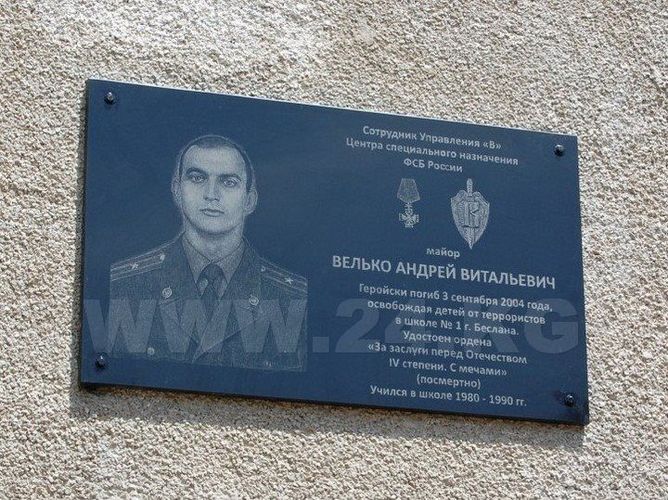 Сотрудник Управления «В»
Центра специального назначения
ФСБ России
майор
ВЕЛЬКО АНДРЕЙ ВИТАЛЬЕВИЧ
Геройски погиб 3 сентября 2004 года,
освобождая детей от террористов
в школе № 1 г. Беслана.
Удостоен ордена
«За заслуги перед Отечеством
IV степени. С мечами»
(посмертно)
Учился в школе 1980 - 1990 гг.